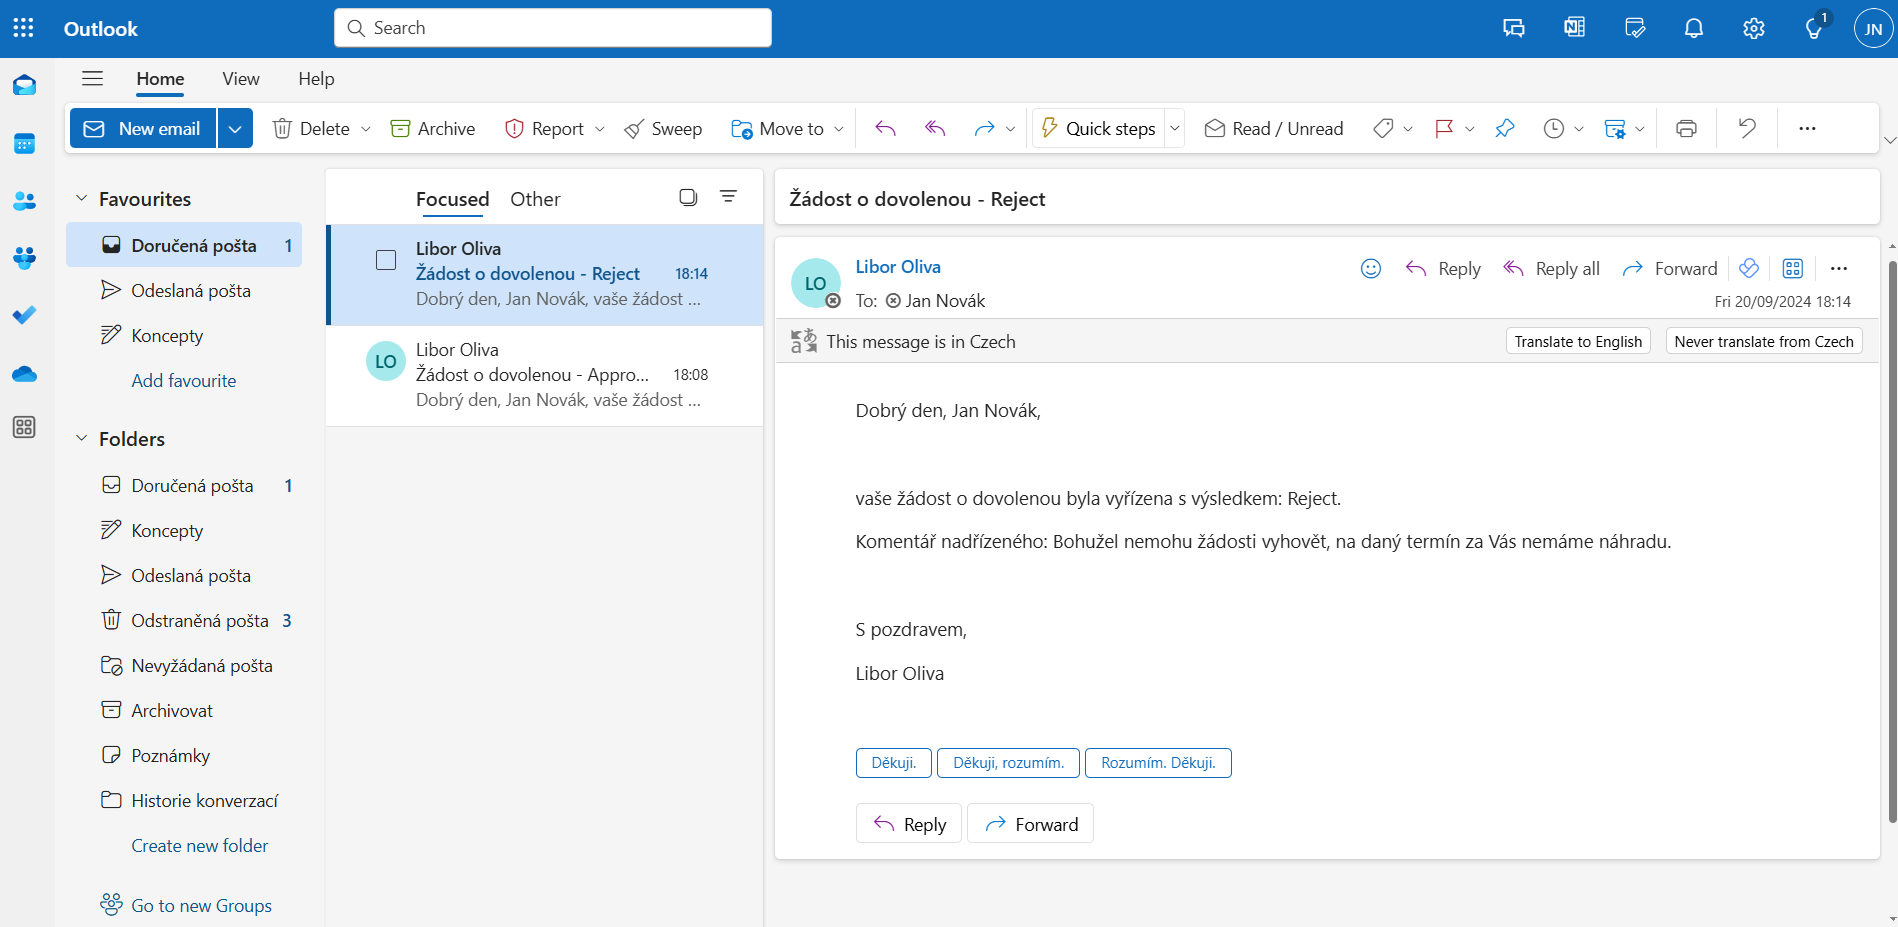 Outlook
Search
1
JN
Home
View
Help
New email
Delete
Archive
Report
Sweep
Move to
Quick steps
Read / Unread
Favourites
Doručená pošta 1
Odeslaná pošta
Koncepty
Add favourite
Folders
Doručená pošta 1
Koncepty
Odeslaná pošta
Odstraněná pošta 3
Nevyžádaná pošta
Archivovat
Poznámky
Historie konverzací
Create new folder
Go to new Groups
Focused
Other
Libor Oliva
Žádost o dovolenou - Reject 18:14
Dobrý den, Jan Novák, vaše žádost ...
LO
Libor Oliva
Žádost o dovolenou - Appro... 18:08
Dobrý den, Jan Novák, vaše žádost ...
Žádost o dovolenou - Reject
LO
Libor Oliva
Reply
Reply all
Forward
To: Jan Novák
Fri 20/09/2024 18:14
This message is in Czech
Translate to English
Never translate from Czech
Dobrý den, Jan Novák,
vaše žádost o dovolenou byla vyřízena s výsledkem: Reject.
Komentář nadřízeného: Bohužel nemohu žádosti vyhovět, na daný termín za Vás nemáme náhradu.
S pozdravem,
Libor Oliva
Děkuji.
Děkuji, rozumím.
Rozumím. Děkuji.
Reply
Forward